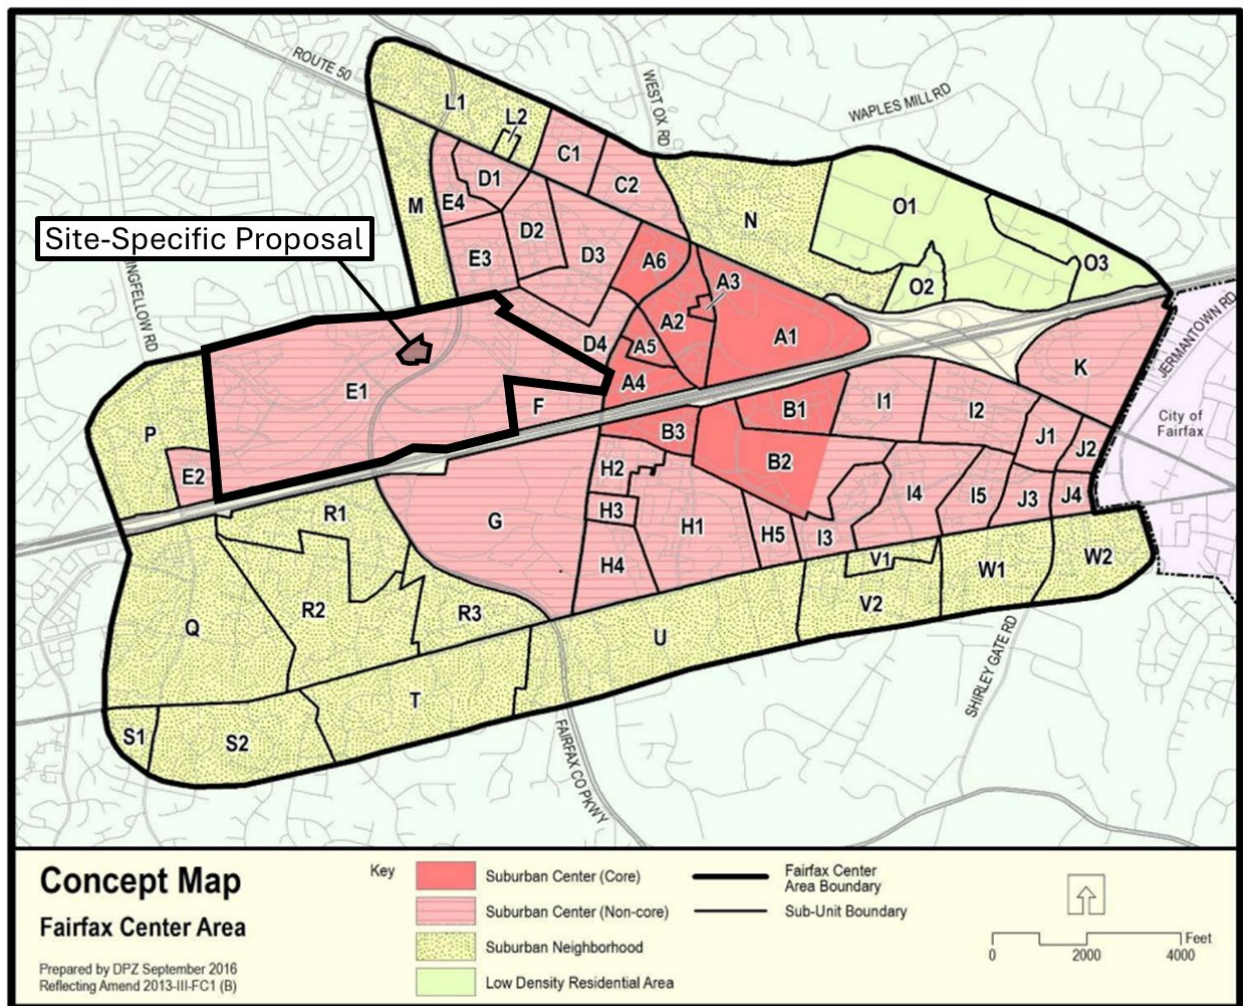 ROUTE 50
WEST OX RD
WAPLES MILL RD
L1
L2
C1
C2
D1
E4
M
D2
E3
D3
N
O1
O2
O3
Site-Specific Proposal
INGFELLOW RD
A6
A3
A2
A1
A5
D4
A4
E1
F
B1
B3
B2
I1
I2
K
J1
J2
JERMANTOWN RD
City of
Fairfax
P
E2
H2
H3
H1
H4
H5
I3
I4
I5
J3
J4
G
R1
R2
R3
Q
V1
V2
W1
W2
U
T
S1
S2
SHIRLEY GATE RD
FAIRFAX CO PKWY
Concept Map
Fairfax Center Area
Prepared by DPZ September 2016
Reflecting Amend 2013-III-FC1 (B)
Key
Suburban Center (Core)
Suburban Center (Non-core)
Suburban Neighborhood
Low Density Residential Area
Fairfax Center
Area Boundary
Sub-Unit Boundary
Feet
0 2000 4000